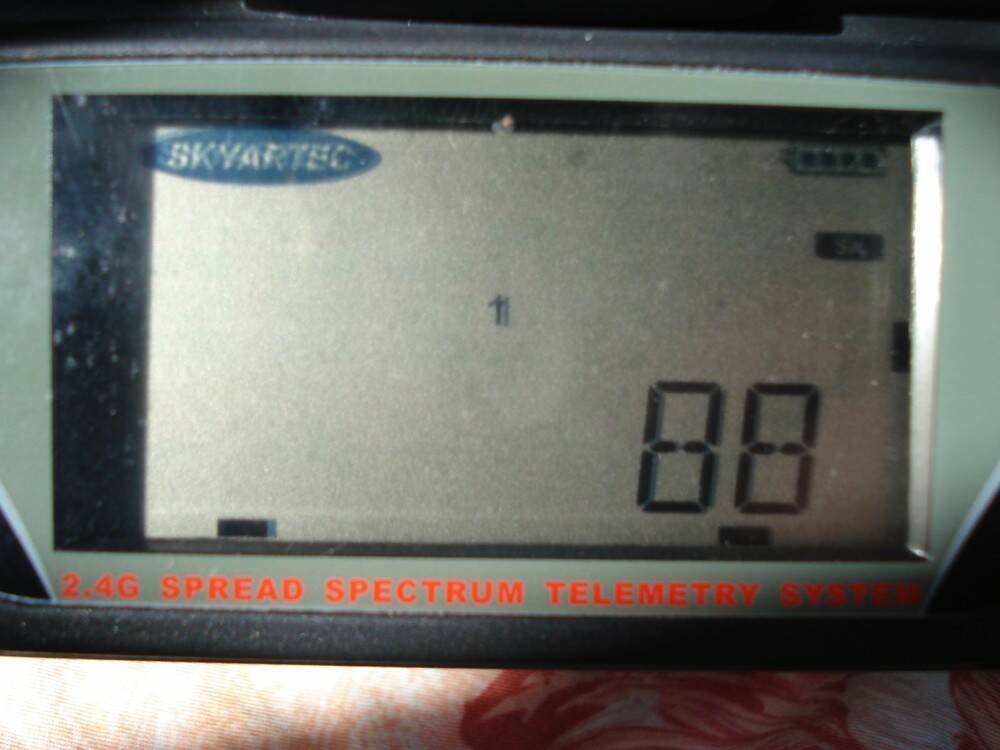 SKYARTEC
88
2.4G SPREAD SPECTRUM TELEMETRY SYSTEM